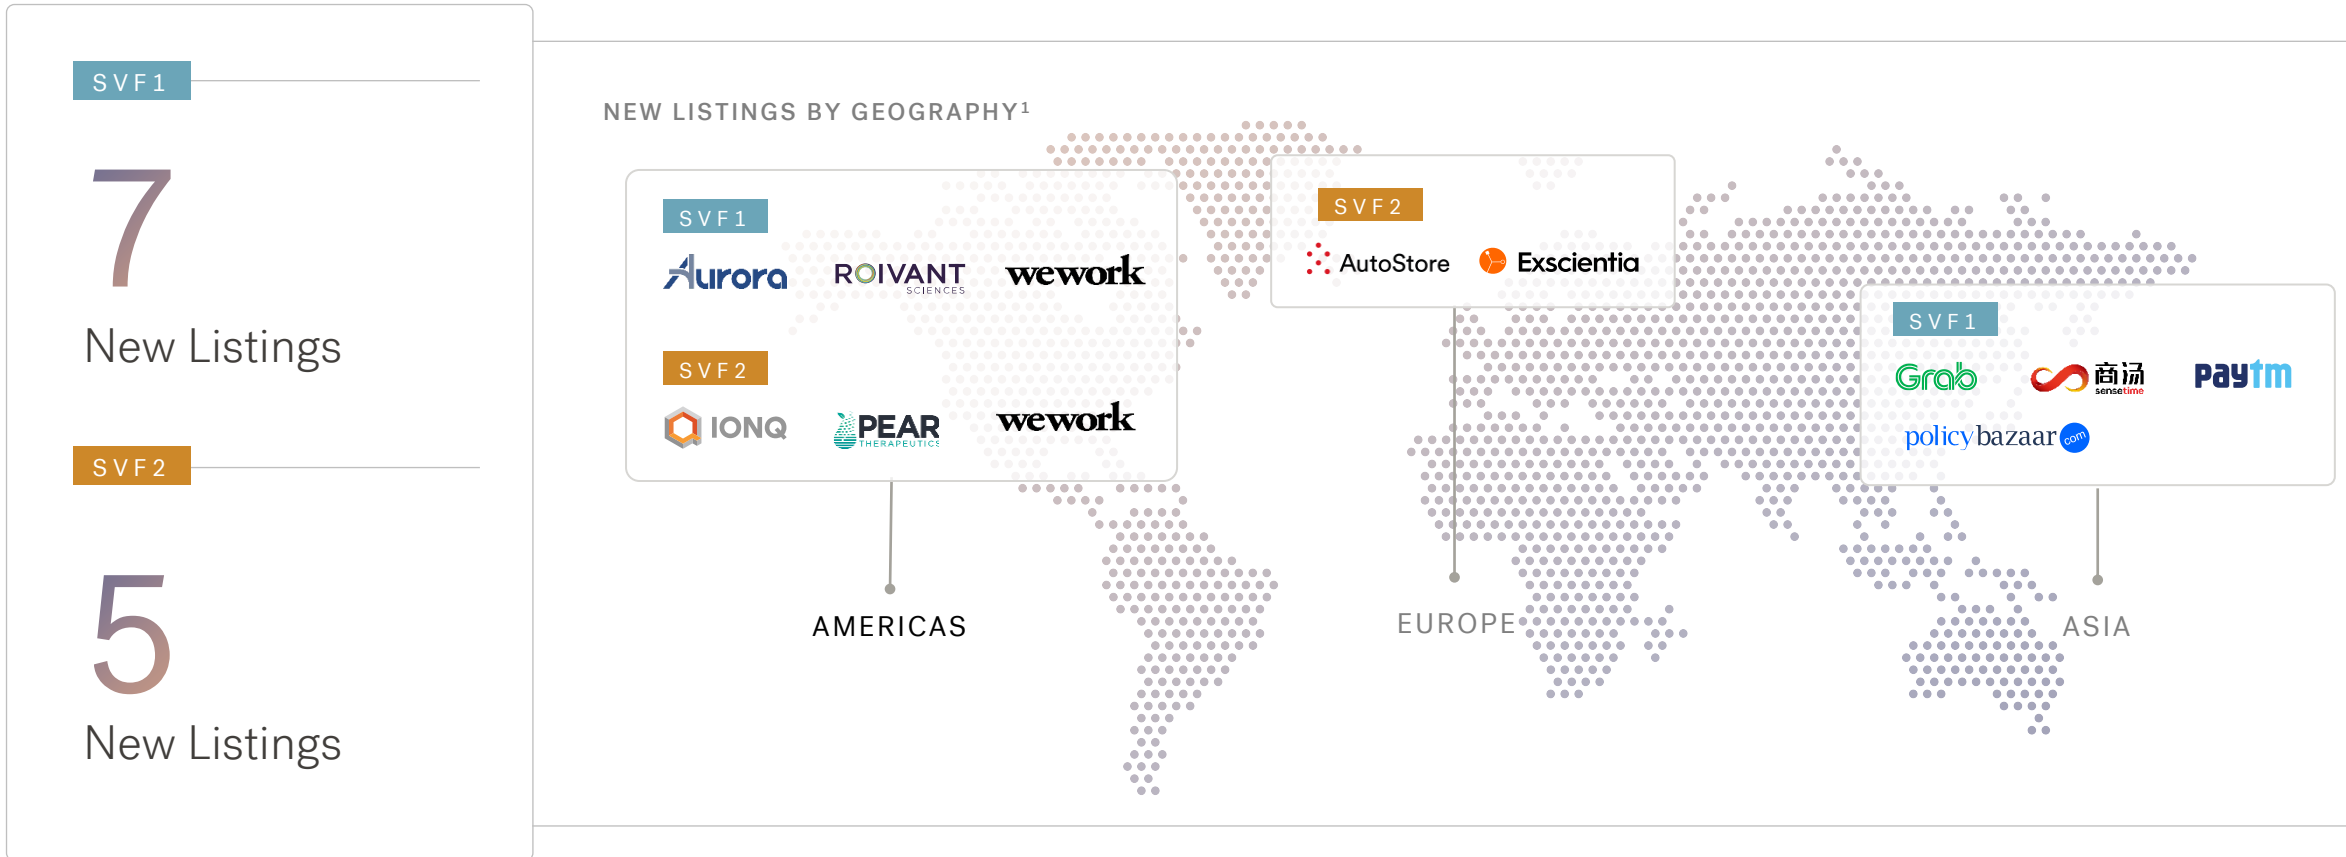 SVF1
7
New Listings
SVF2
5
New Listings
NEW LISTINGS BY GEOGRAPHY¹
SVF1
Aurora
ROIVANT
SCIENCES
wework
SVF2
IONQ
PEAR
THERAPEUTICS
wework
AMERICAS
SVF2
AutoStore
Exscientia
EUROPE
SVF1
Grab
商汤
sensetime
paytm
policybazaar
com
ASIA